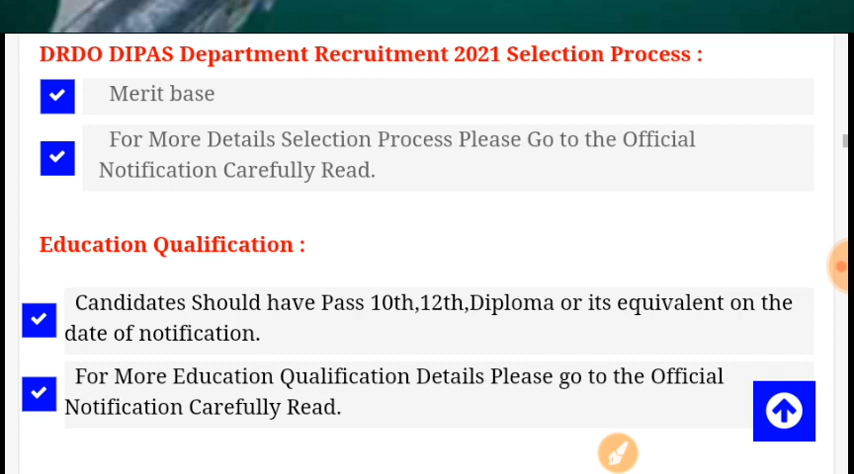 DRDO DIPAS Department Recruitment 2021 Selection Process :
Merit base
For More Details Selection Process Please Go to the Official
Notification Carefully Read.
Education Qualification :
Candidates Should have Pass 10th,12th,Diploma or its equivalent on the
date of notification.
For More Education Qualification Details Please go to the Official
Notification Carefully Read.